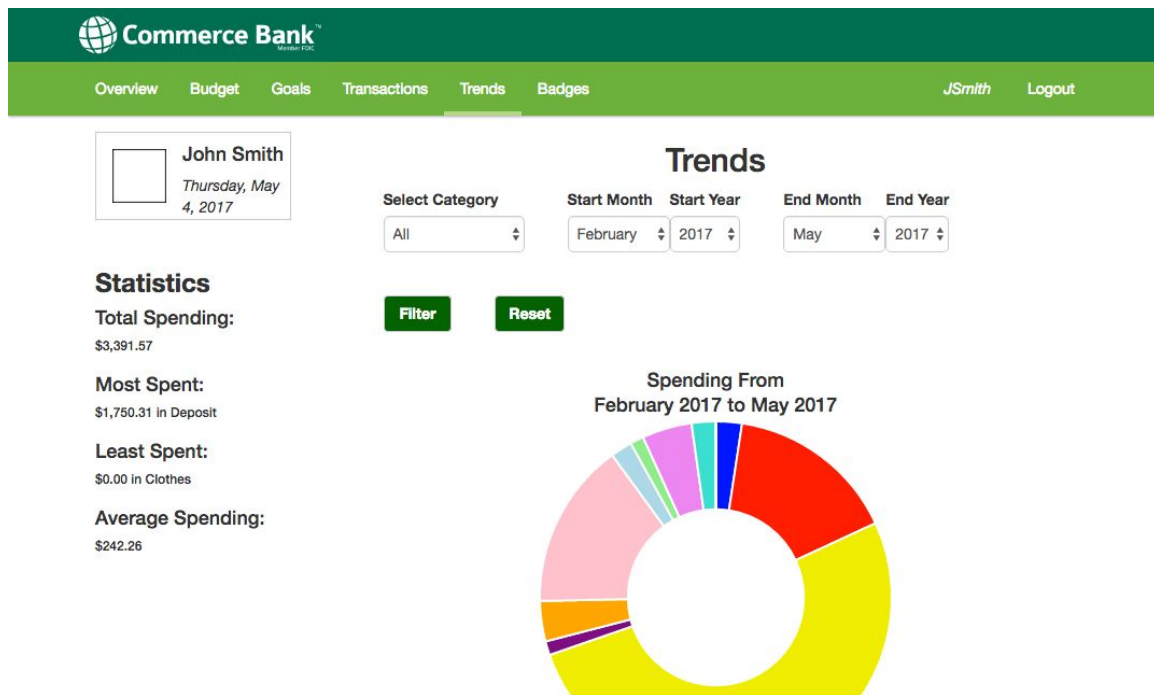 Commerce Bank™
Member FDIC
Overview Budget Goals Transactions Trends Badges JSmith Logout
John Smith
Thursday, May
4, 2017
Statistics
Total Spending:
$3,391.57
Most Spent:
$1,750.31 in Deposit
Least Spent:
$0.00 in Clothes
Average Spending:
$242.26
Trends
Select Category Start Month Start Year End Month End Year
All February 2017 May 2017
Filter Reset
Spending From
February 2017 to May 2017